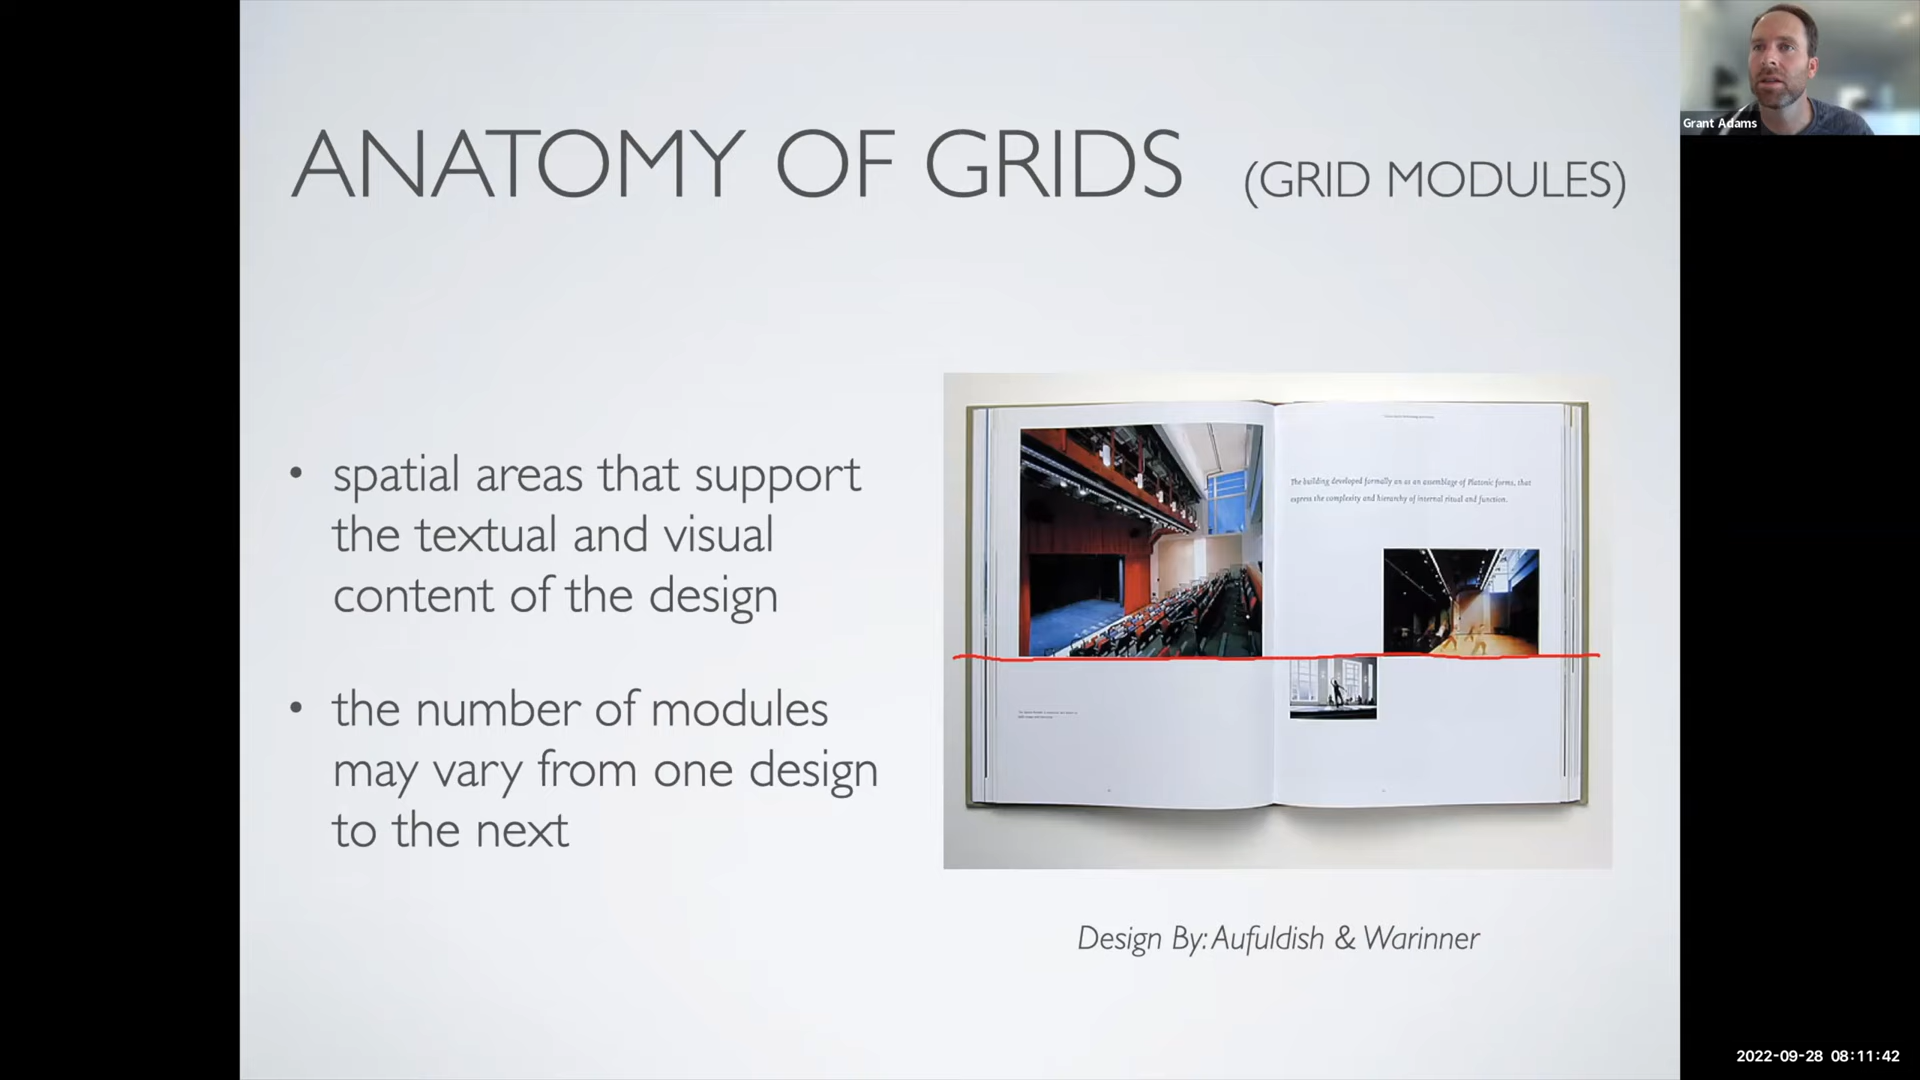 ANATOMY OF GRIDS (GRID MODULES)
Grant Adams
• spatial areas that support
the textual and visual
content of the design
• the number of modules
may vary from one design
to the next
The building developed formally an as an assemblage of Platonic forms, that
express the complexity and hierarchy of internal ritual and function.
Design By: Aufuldish & Warinner
2022-09-28 08:11:42